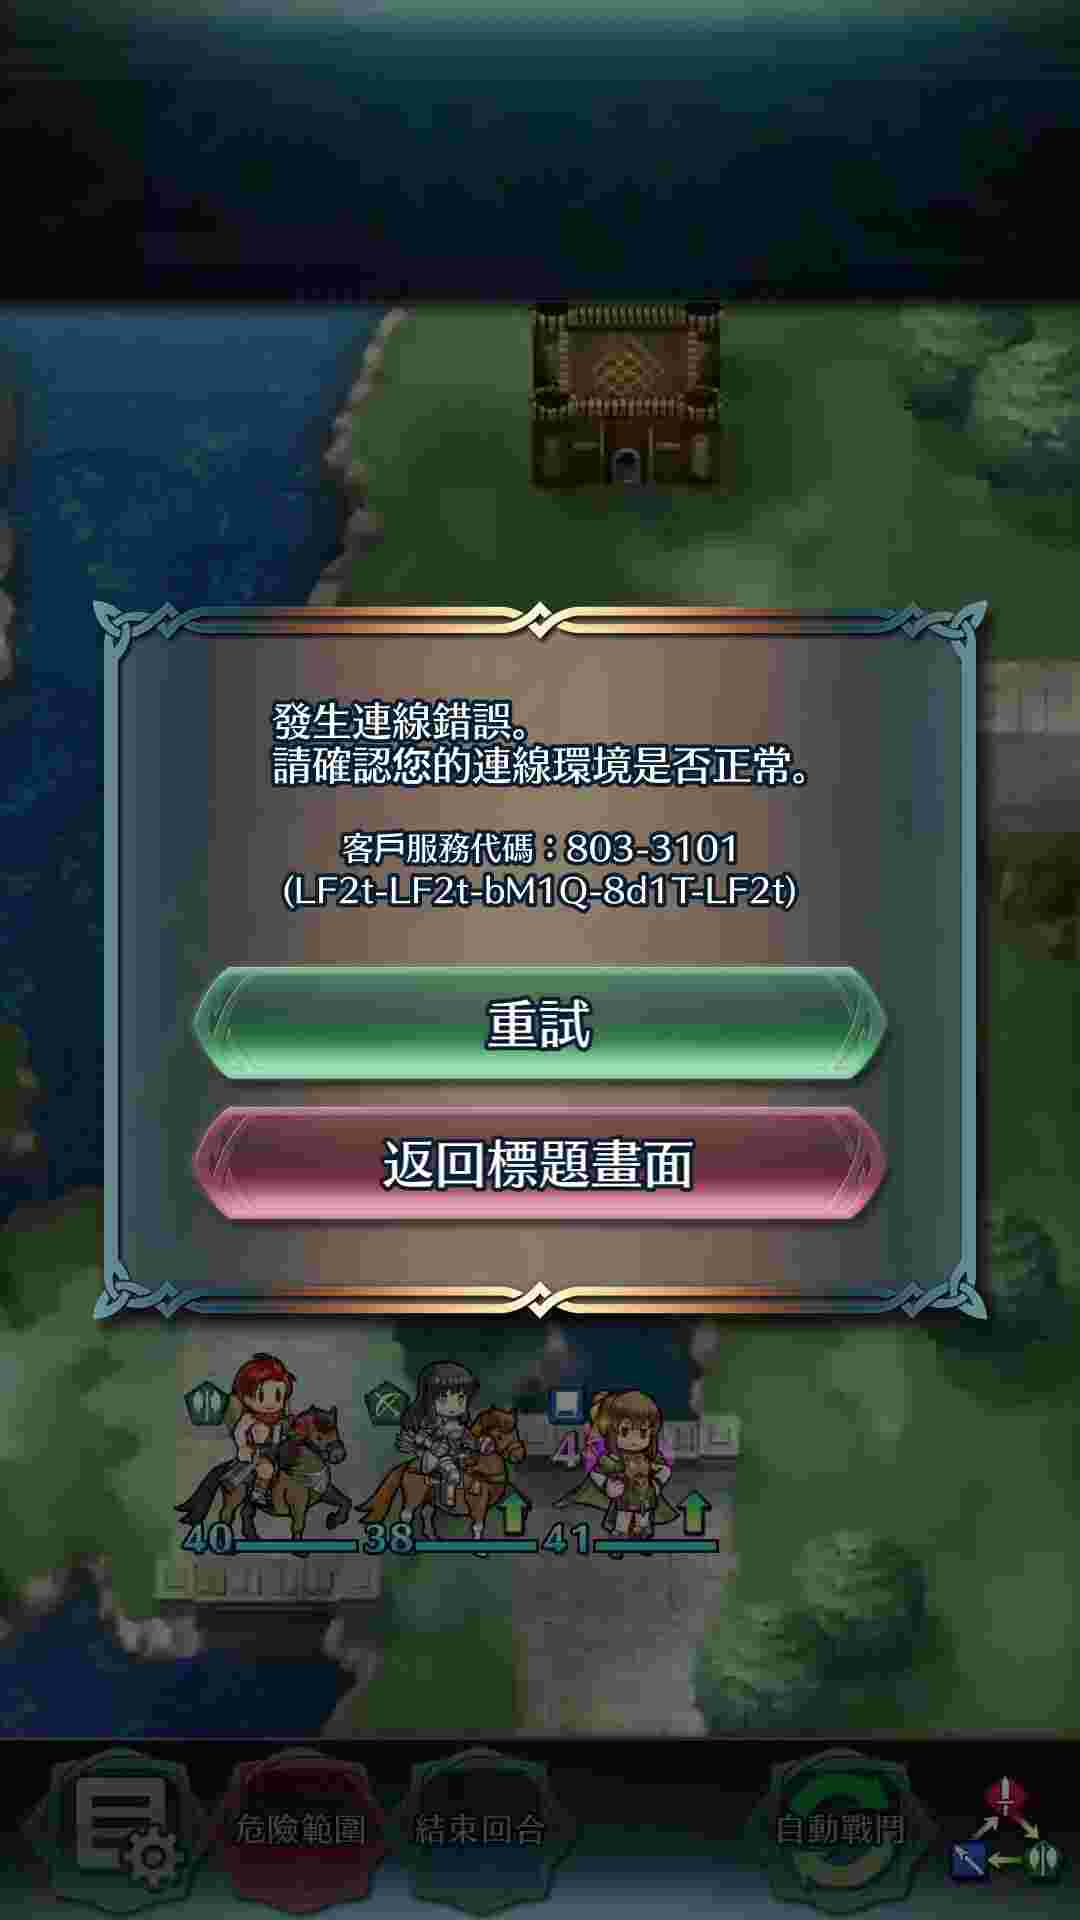 發生連線錯誤。
請確認您的連線環境是否正常。
客戶服務代碼：803-3101
(LF2t-LF2t-bM1Q-8d1T-LF2t)
重試
返回標題畫面
4
40
38
41
危險範圍
結束回合
自動戰鬥